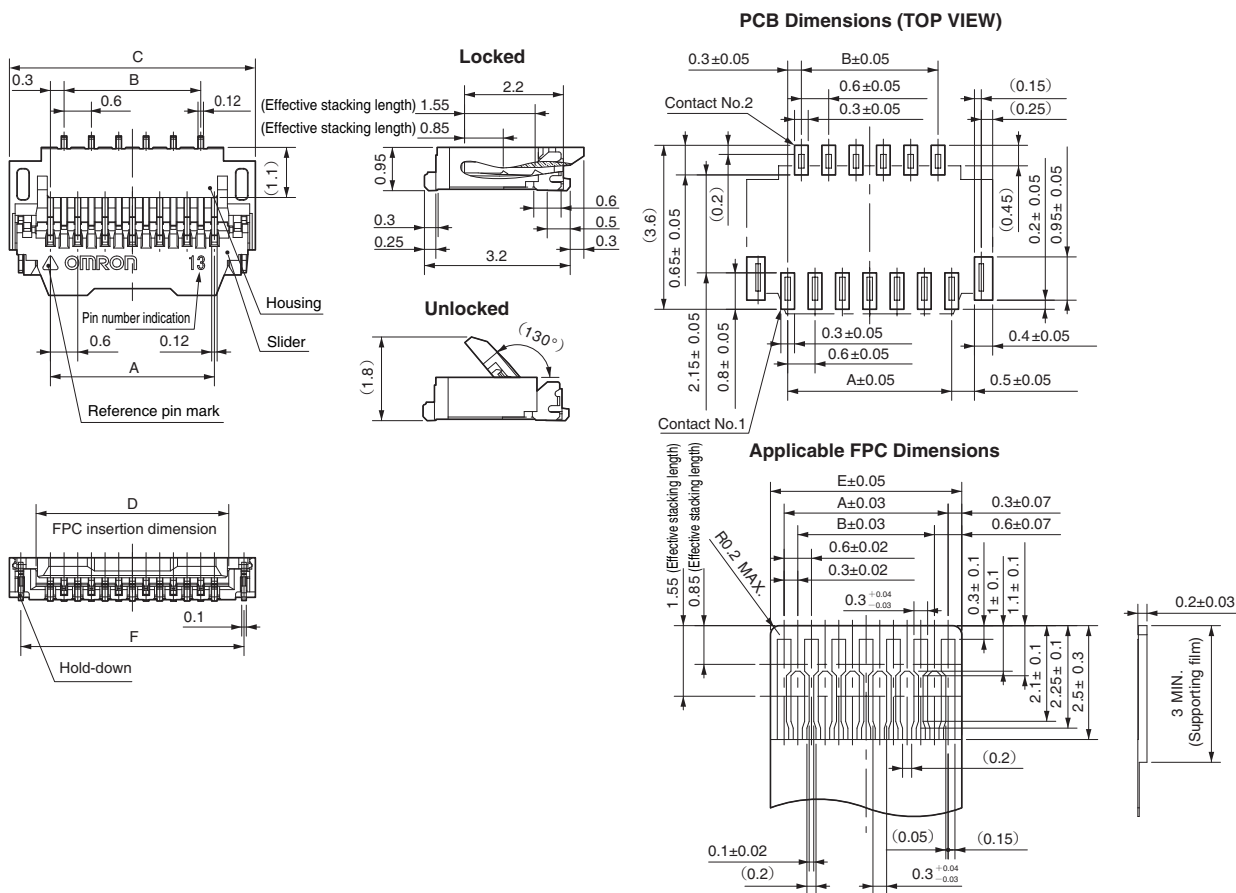 PCB Dimensions (TOP VIEW)
C
0.3
B
0.6
0.12
(1.1)
OMRON
13
Pin number indication
Housing
Slider
0.6
0.12
A
Reference pin mark
Locked
2.2
(Effective stacking length) 1.55
(Effective stacking length) 0.85
0.95
0.3
0.25
0.6
0.5
0.3
3.2
Unlocked
(130°)
(1.8)
0.3±0.05
B±0.05
0.6±0.05
0.3±0.05
(0.15)
(0.25)
Contact No.2
(3.6)
0.65± 0.05
(0.2)
(0.45)
0.2± 0.05
0.95± 0.05
2.15± 0.05
0.8± 0.05
0.3±0.05
0.6±0.05
0.4±0.05
A±0.05
0.5±0.05
Contact No.1
D
FPC insertion dimension
0.1
F
Hold-down
Applicable FPC Dimensions
1.55 (Effective stacking length)
0.85 (Effective stacking length)
E±0.05
A±0.03
0.3±0.07
B±0.03
0.6±0.07
0.6±0.02
0.3±0.02
R0.2 MAX.
0.3 +0.04 −0.03
0.3± 0.1
1± 0.1
1.1± 0.1
2.1± 0.1
2.25± 0.1
2.5± 0.3
0.2±0.03
3 MIN.
(Supporting film)
(0.2)
(0.05)
(0.15)
0.1±0.02
(0.2)
0.3 +0.04 −0.03